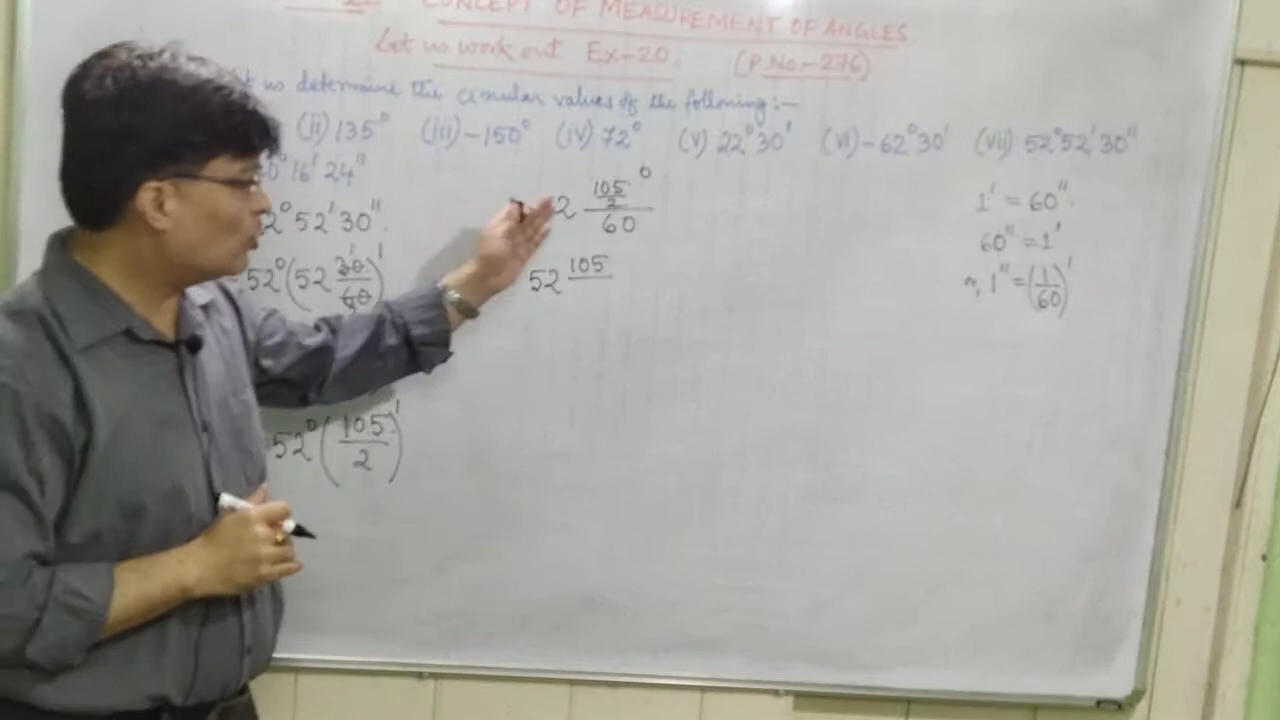 CONCEPT OF MEASUREMENT OF ANGLES
Let us work out Ex-20. (P.No:-276)
us determine the circular values of the following:—
(ii) 135° (iii) -150° (iv) 72° (v) 22°30' (vi) -62°30' (vii) 52°52'30"
16'24"
2°52'30".
52°(52 30/60)'
52°(105/2)'
2 (105/2)/60°
52 105
1' = 60".
60" = 1'
1" = (1/60)'